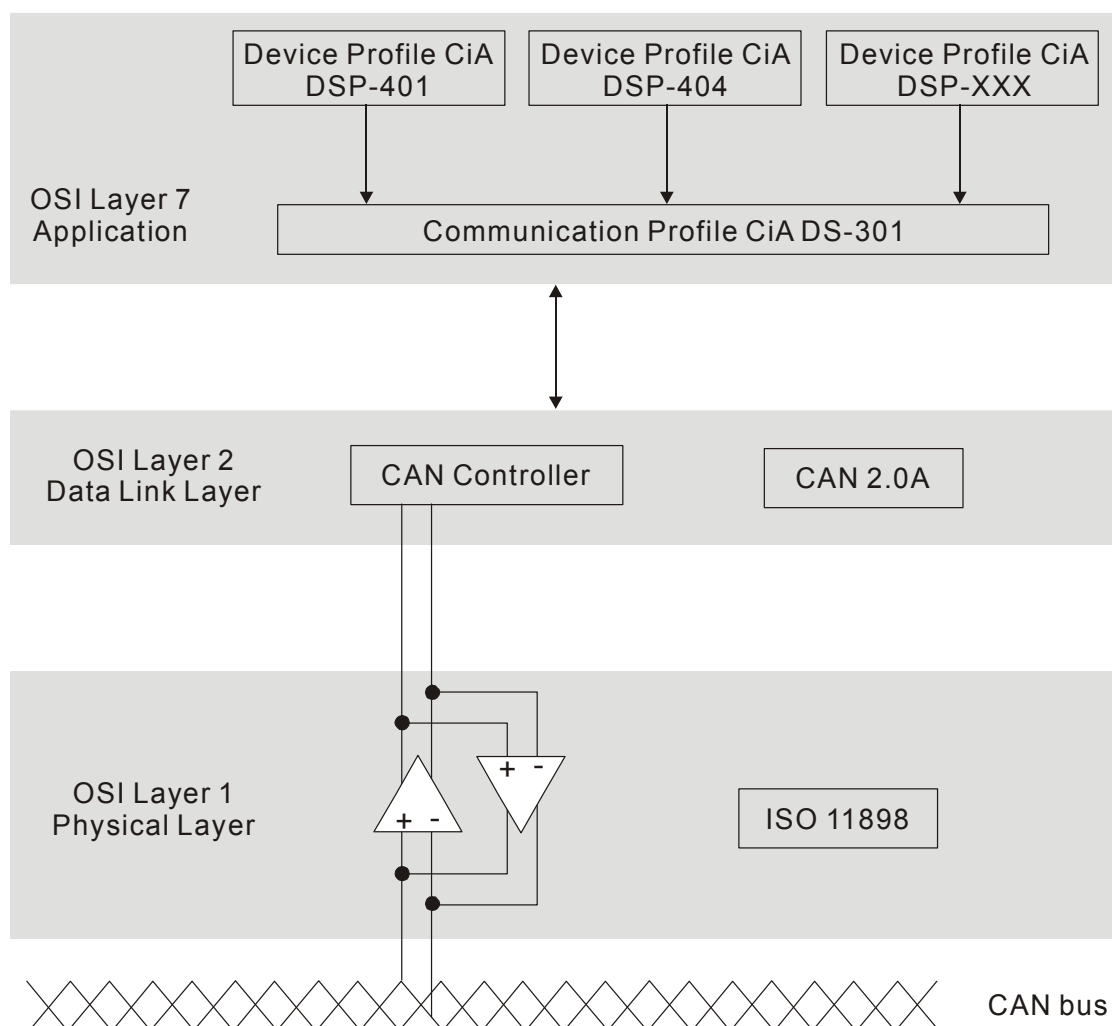 Device Profile CiA
DSP-401
Device Profile CiA
DSP-404
Device Profile CiA
DSP-XXX
OSI Layer 7
Application
Communication Profile CiA DS-301
OSI Layer 2
Data Link Layer
CAN Controller
CAN 2.0A
OSI Layer 1
Physical Layer
+ -
+ -
ISO 11898
CAN bus